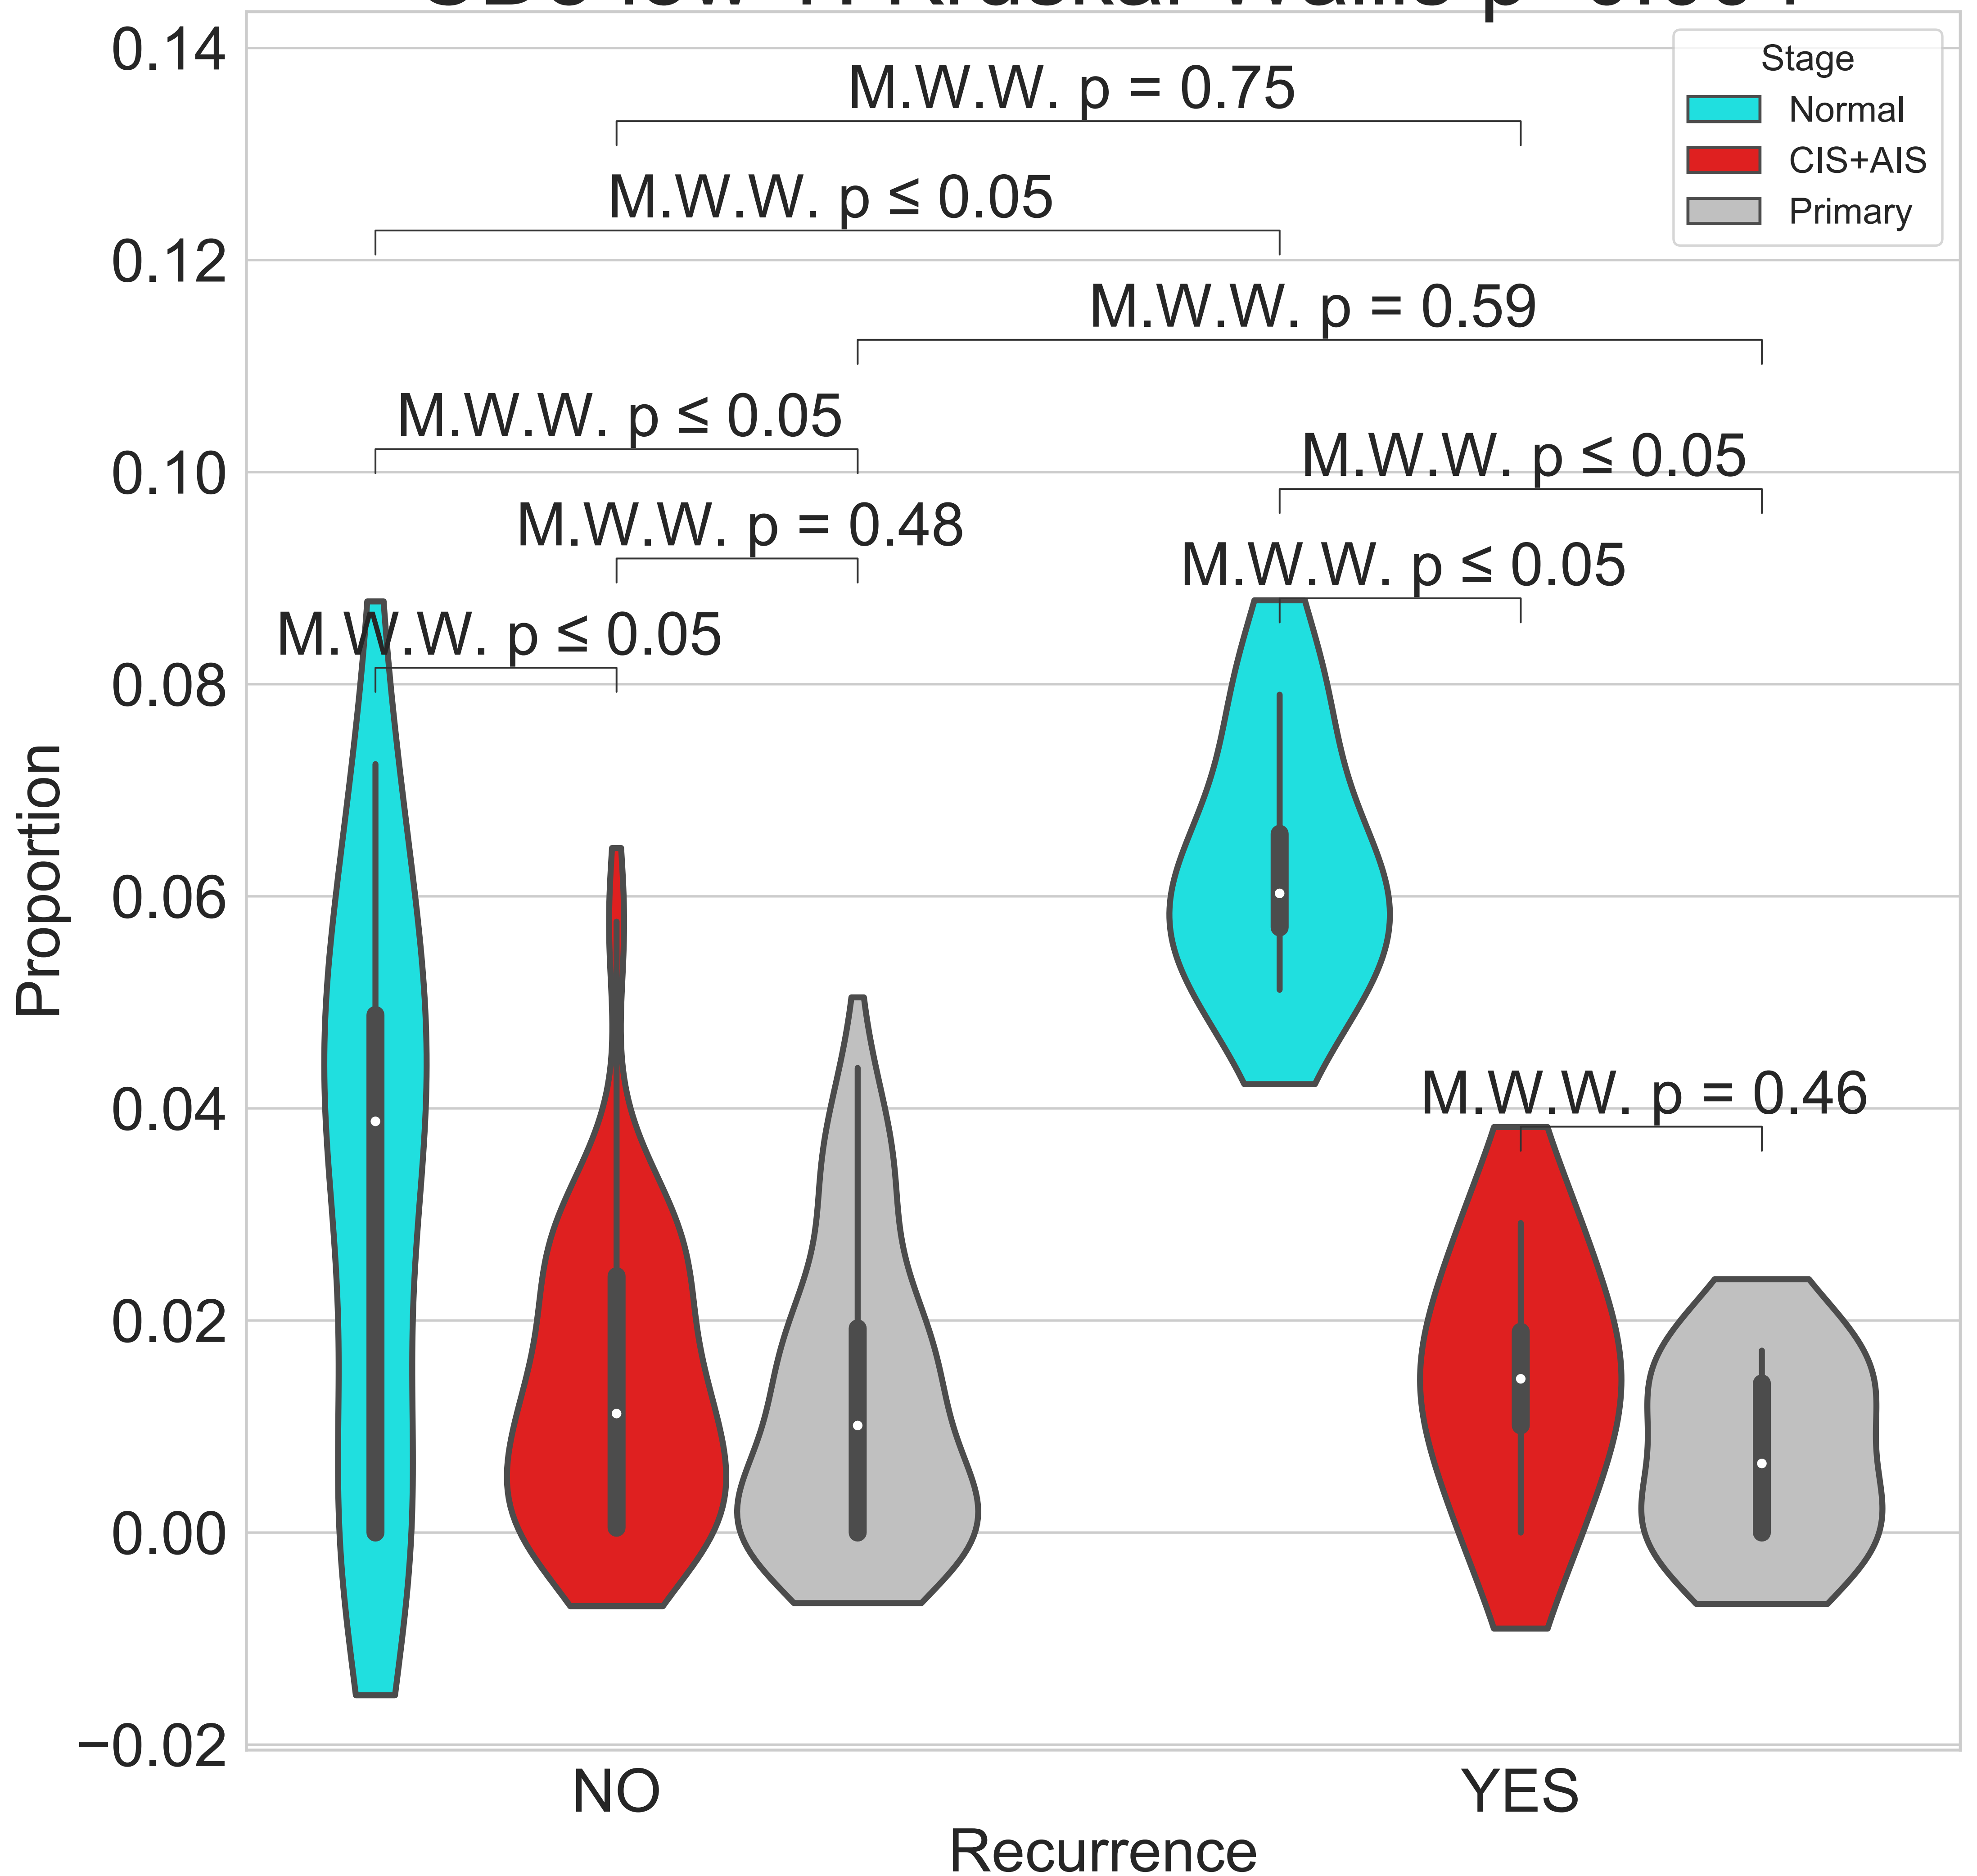 0.14
0.12
0.10
0.08
0.06
0.04
0.02
0.00
−0.02
Proportion
M.W.W. p = 0.75
M.W.W. p ≤ 0.05
M.W.W. p = 0.59
M.W.W. p ≤ 0.05
M.W.W. p ≤ 0.05
M.W.W. p = 0.48
M.W.W. p ≤ 0.05
M.W.W. p ≤ 0.05
M.W.W. p = 0.46
Stage
Normal
CIS+AIS
Primary
NO
YES
Recurrence